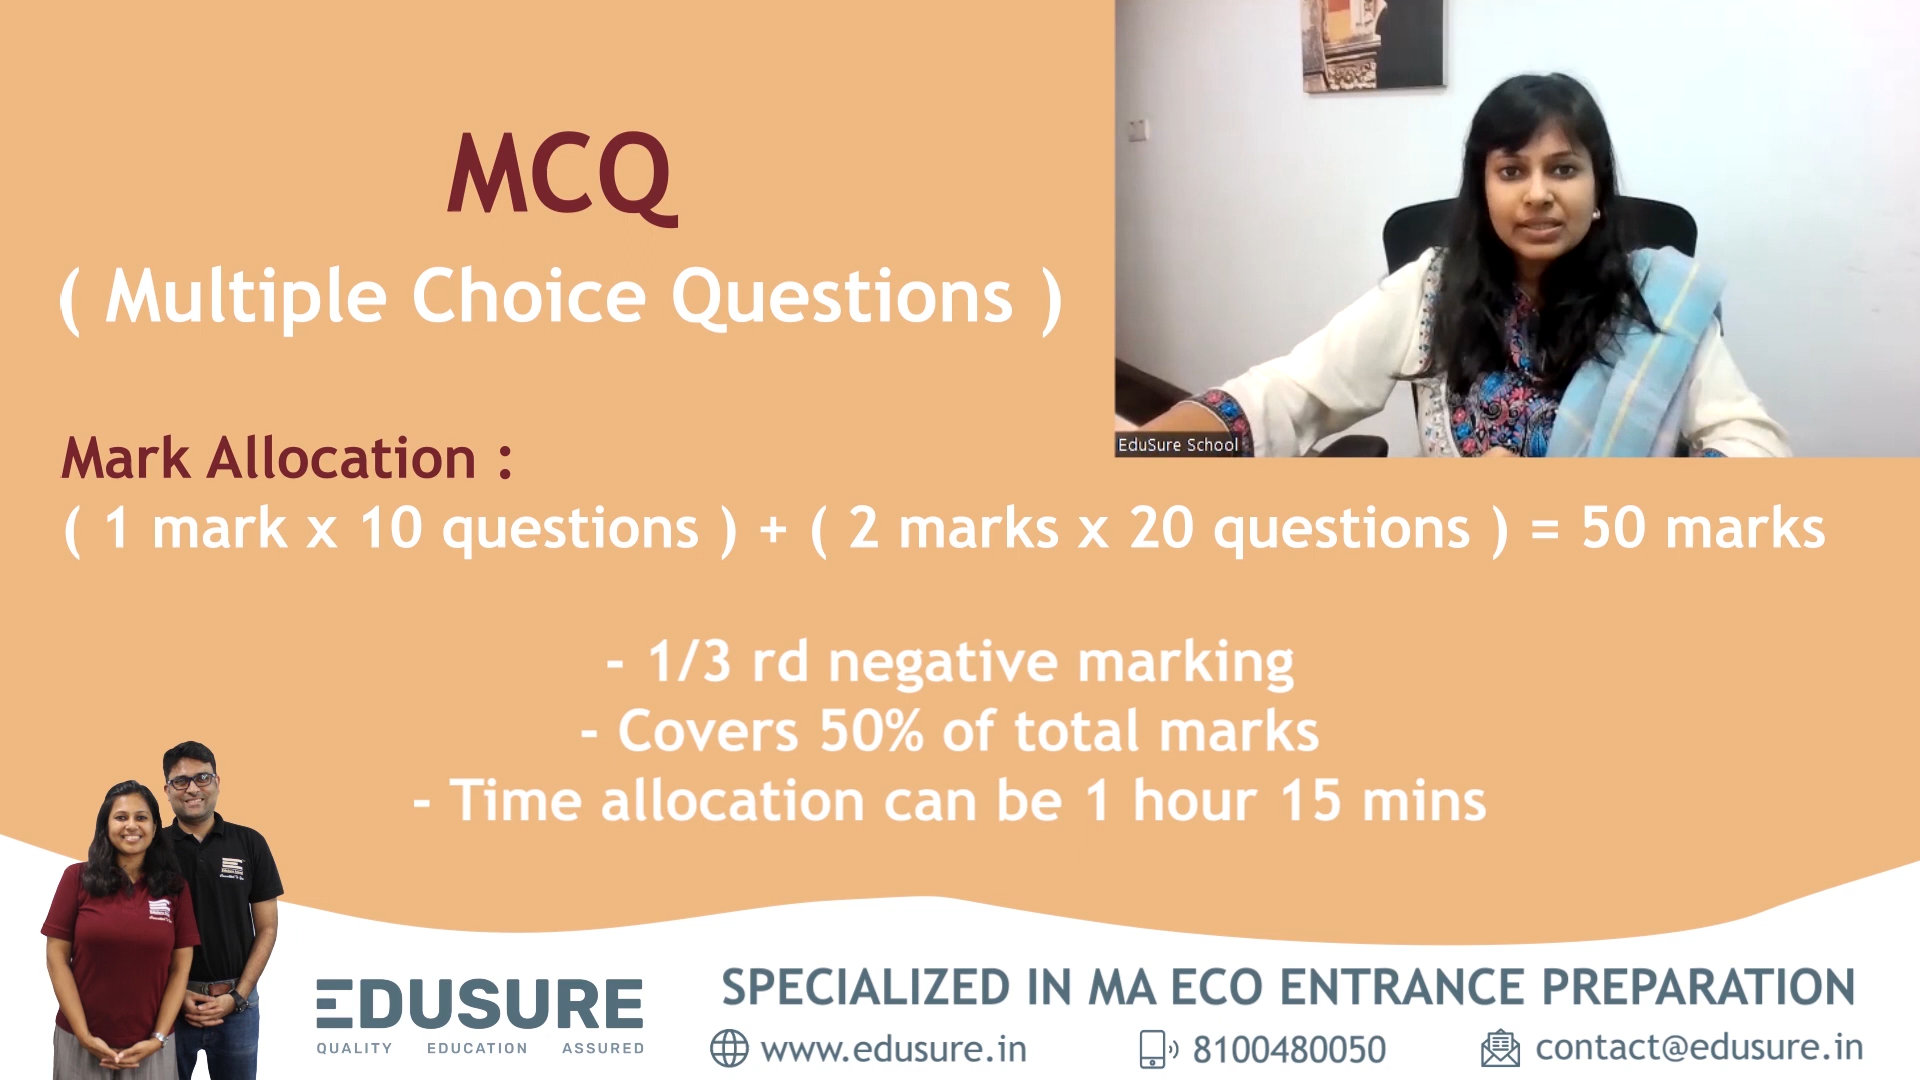 MCQ
( Multiple Choice Questions )
EduSure School
Mark Allocation :
( 1 mark x 10 questions ) + ( 2 marks x 20 questions ) = 50 marks
- 1/3 rd negative marking
- Covers 50% of total marks
- Time allocation can be 1 hour 15 mins
EDUSURE
QUALITY EDUCATION ASSURED
SPECIALIZED IN MA ECO ENTRANCE PREPARATION
www.edusure.in
8100480050
contact@edusure.in